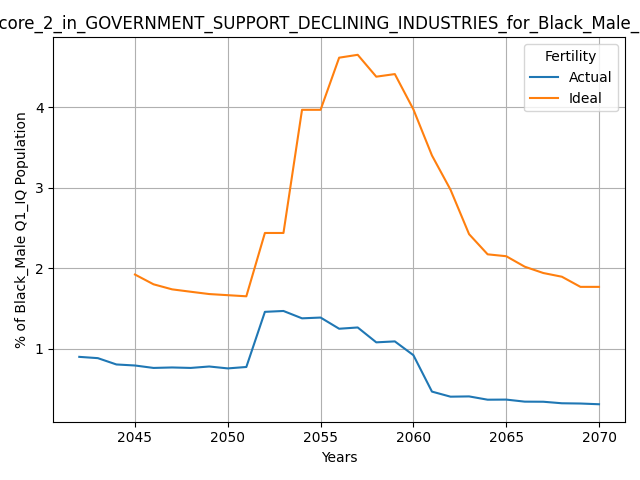 core_2_in_GOVERNMENT_SUPPORT_DECLINING_INDUSTRIES_for_Black_Male_
Fertility
Actual
Ideal
% of Black_Male Q1_IQ Population
4
3
2
1
2045 2050 2055 2060 2065 2070
Years